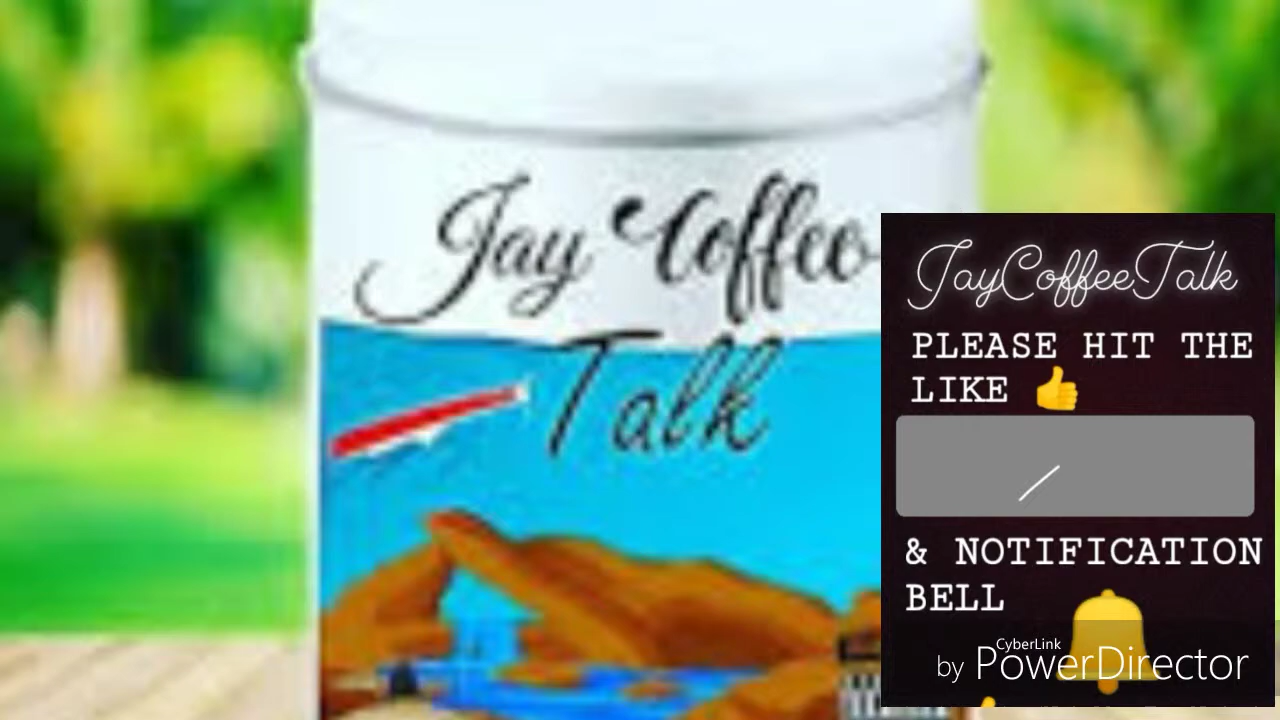 Jay Coffee
Talk
JayCoffeeTalk
PLEASE HIT THE
LIKE 👍
& NOTIFICATION
BELL 🔔
CyberLink
by PowerDirector